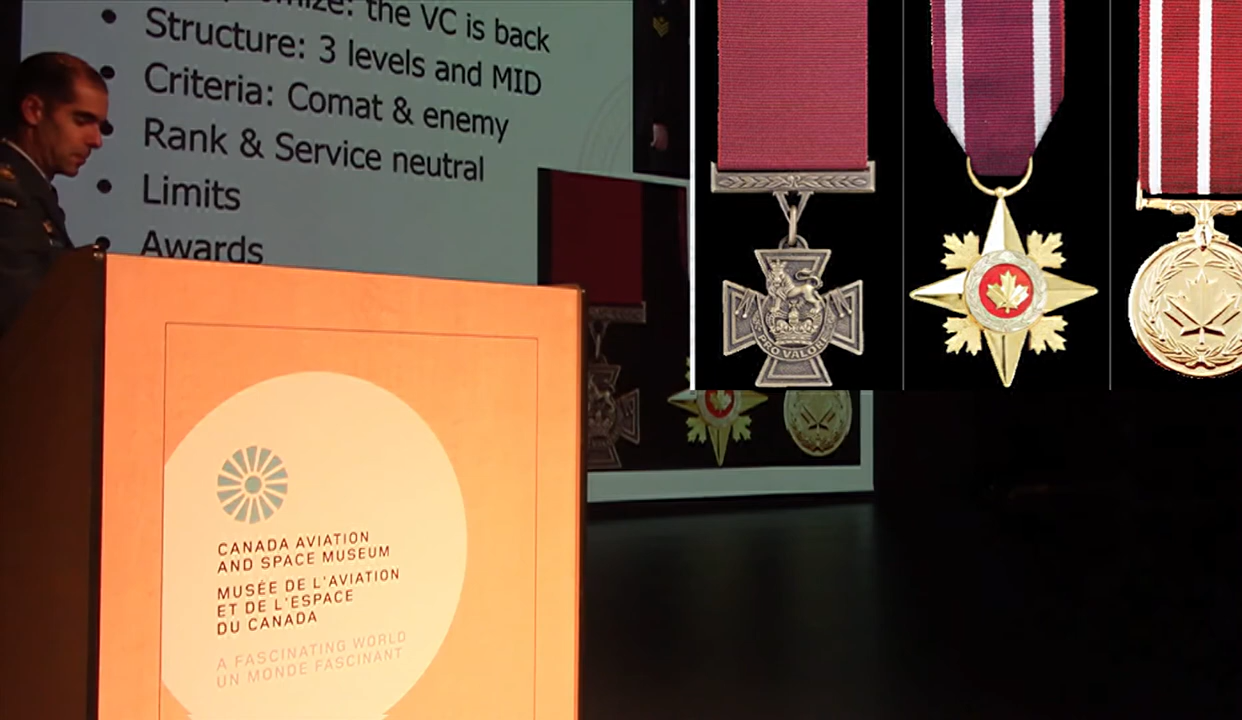 the VC is back
Structure: 3 levels and MID
Criteria: Comat & enemy
Rank & Service neutral
Limits
Awards
PRO VALORE
CANADA AVIATION
AND SPACE MUSEUM
MUSÉE DE L'AVIATION
ET DE L'ESPACE
DU CANADA
A FASCINATING WORLD
UN MONDE FASCINANT